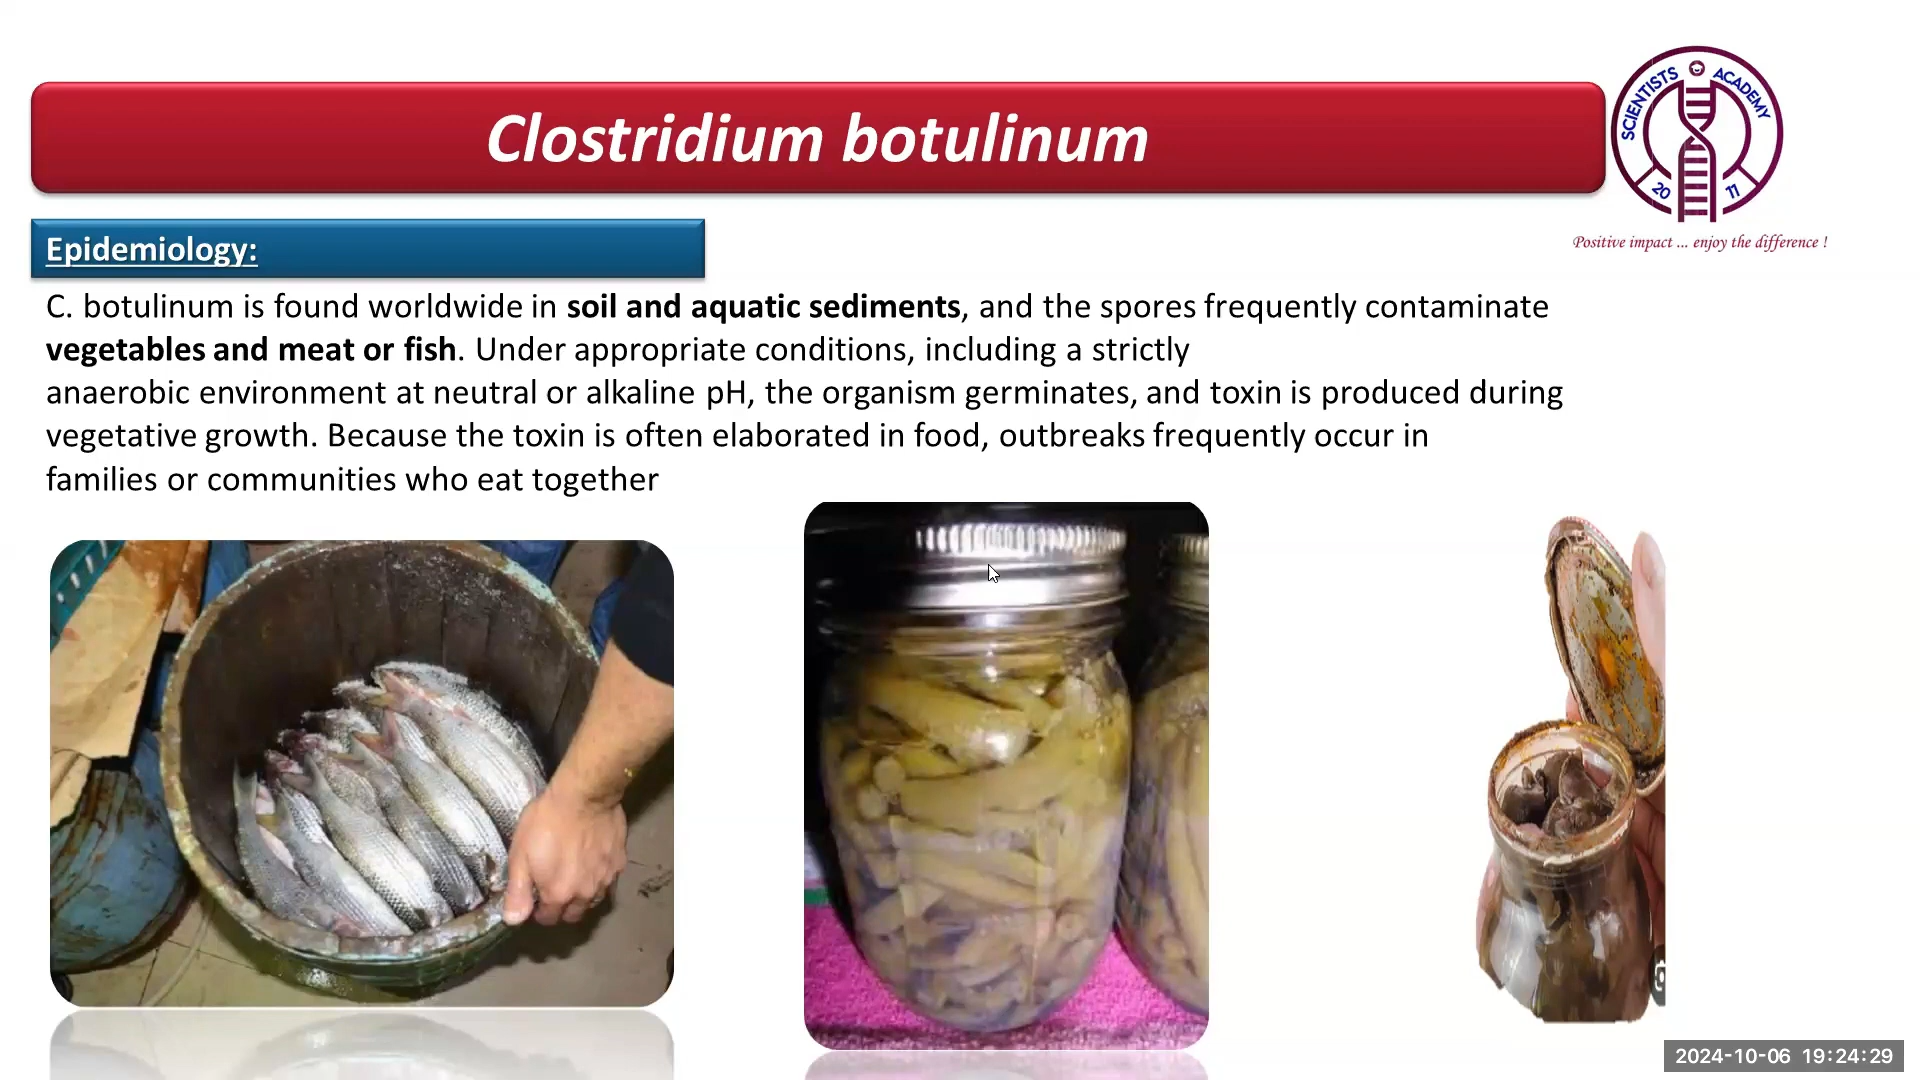 Clostridium botulinum
SCIENTISTS ACADEMY
20 11
Positive impact ... enjoy the difference !
Epidemiology:
C. botulinum is found worldwide in soil and aquatic sediments, and the spores frequently contaminate
vegetables and meat or fish. Under appropriate conditions, including a strictly
anaerobic environment at neutral or alkaline pH, the organism germinates, and toxin is produced during
vegetative growth. Because the toxin is often elaborated in food, outbreaks frequently occur in
families or communities who eat together
2024-10-06 19:24:29